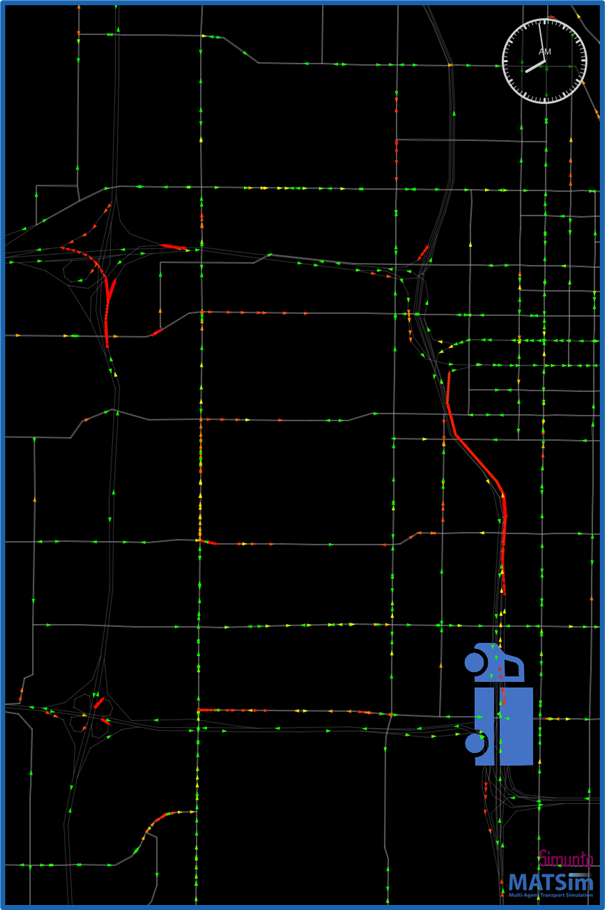 AM
Simunto
MATSim
Multi-Agent Transport Simulation